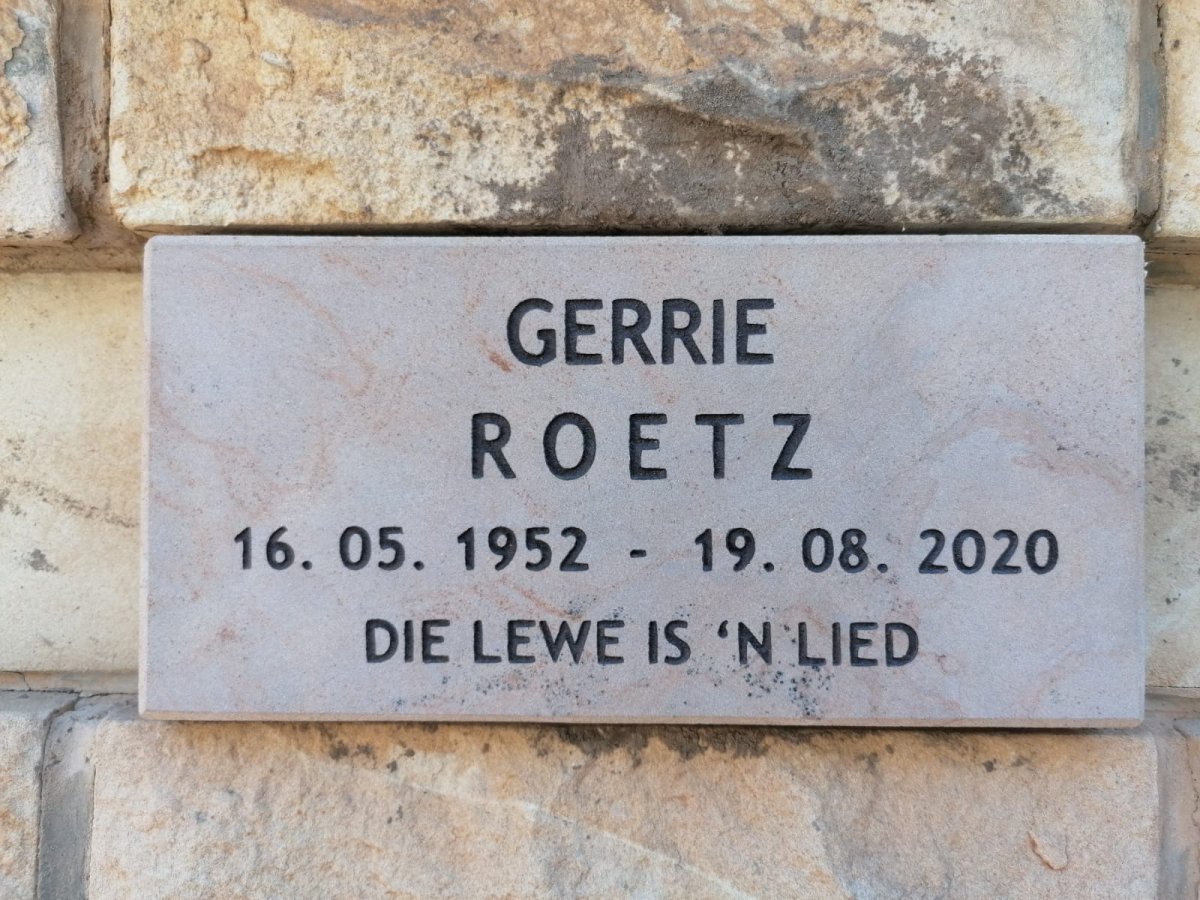 GERRIE
ROETZ
16. 05. 1952 - 19. 08. 2020
DIE LEWE IS ‘N LIED